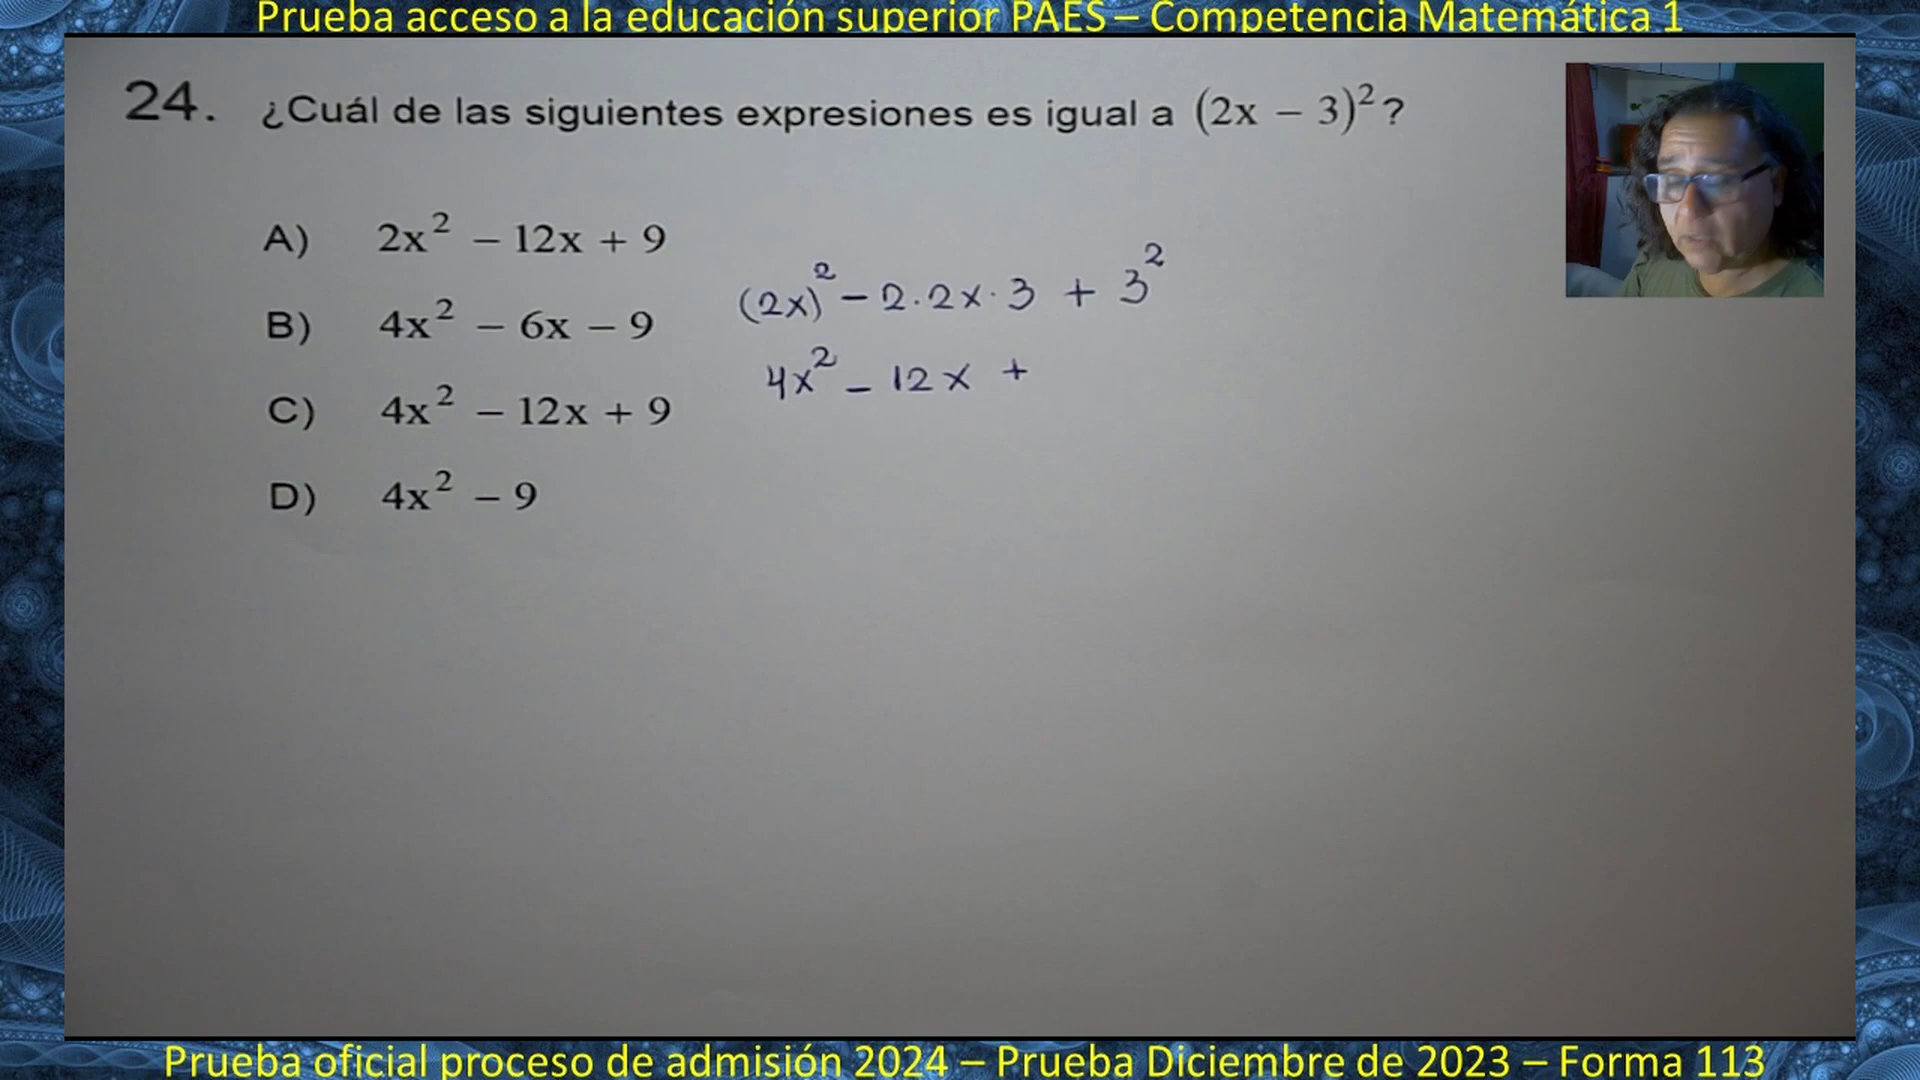 Prueba acceso a la educación superior PAES – Competencia Matemática 1
24. ¿Cuál de las siguientes expresiones es igual a (2x – 3)²?
A) 2x² – 12x + 9
B) 4x² – 6x – 9
C) 4x² – 12x + 9
D) 4x² – 9
(2x)² – 2·2x·3 + 3²
4x² – 12x +
Prueba oficial proceso de admisión 2024 – Prueba Diciembre de 2023 – Forma 113